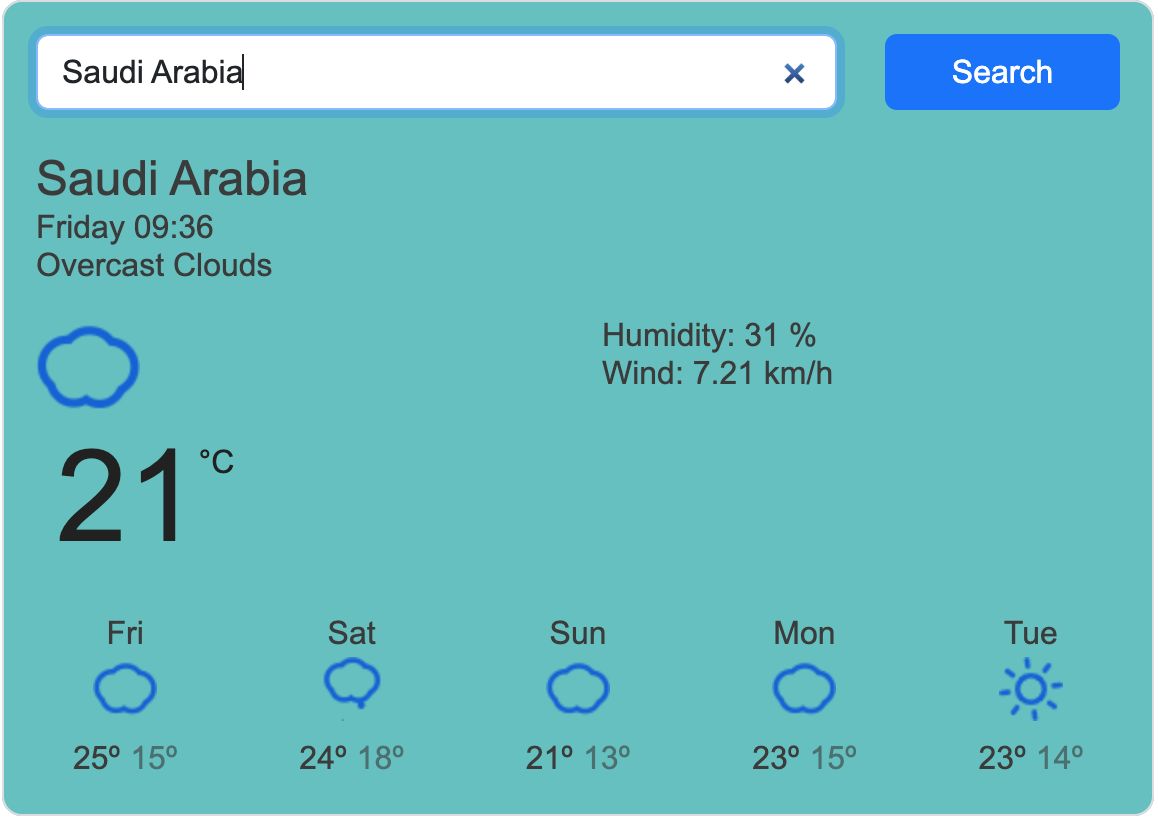 Saudi Arabia
Search
Saudi Arabia
Friday 09:36
Overcast Clouds
Humidity: 31 %
Wind: 7.21 km/h
21 °C
Fri Sat Sun Mon Tue
25º 15º 24º 18º 21º 13º 23º 15º 23º 14º